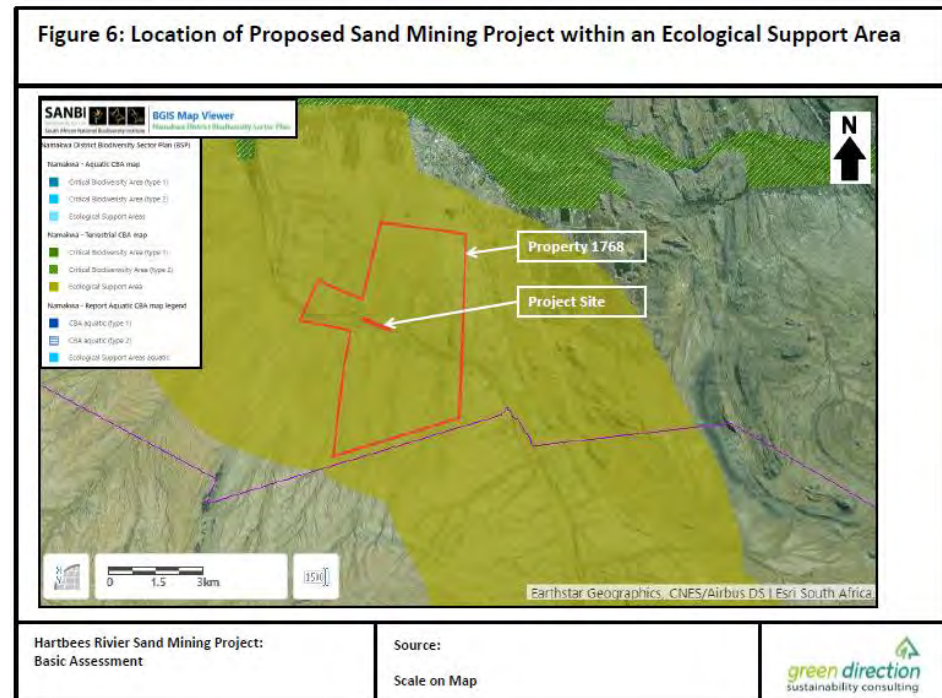 Figure 6: Location of Proposed Sand Mining Project within an Ecological Support Area
SANBI
South African National Biodiversity Institute
BGIS Map Viewer
Namakwa District Biodiversity Sector Plan
Namakwa District Biodiversity Sector Plan (BSP)
Namakwa - Aquatic CBA map
Critical Biodiversity Area (type 1)
Critical Biodiversity Area (type 2)
Ecological Support Areas
Namakwa - Terrestrial CBA map
Critical Biodiversity Area (type 1)
Critical Biodiversity Area (type 2)
Ecological Support Area
Namakwa - Report Aquatic CBA map legend
CBA aquatic (type 1)
CBA aquatic (type 2)
Ecological Support Areas aquatic
N
Property 1768
Project Site
0 1.5 3km
Earthstar Geographics, CNES/Airbus DS | Esri South Africa
Hartbees Rivier Sand Mining Project:
Basic Assessment
Source:
Scale on Map
green direction
sustainability consulting